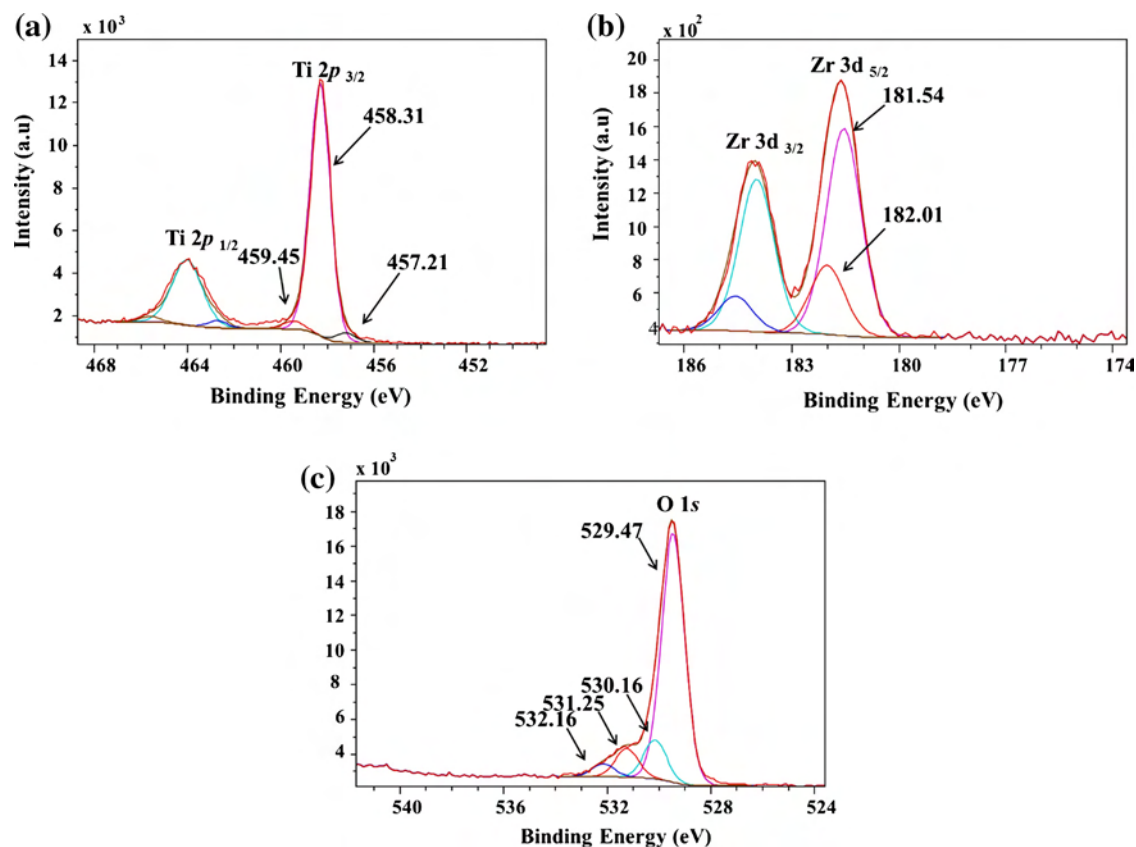 (a)
x 10³
Ti 2p 3/2
458.31
Ti 2p 1/2
459.45
457.21
Intensity (a.u)
14
12
10
8
6
4
2
468
464
460
456
452
Binding Energy (eV)
(b)
x 10²
Zr 3d 5/2
181.54
Zr 3d 3/2
182.01
Intensity (a.u)
20
18
16
14
12
10
8
6
4
186
183
180
177
174
Binding Energy (eV)
(c)
x 10³
O 1s
529.47
530.16
531.25
532.16
Intensity (a.u)
18
16
14
12
10
8
6
4
540
536
532
528
524
Binding Energy (eV)